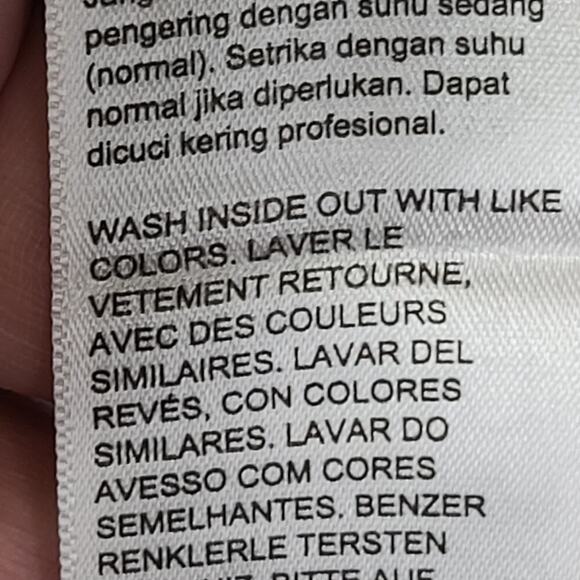 pengering dengan suhu sedang
(normal). Setrika dengan suhu
normal jika diperlukan. Dapat
dicuci kering profesional.
WASH INSIDE OUT WITH LIKE
COLORS. LAVER LE
VETEMENT RETOURNE,
AVEC DES COULEURS
SIMILAIRES. LAVAR DEL
REVÉS, CON COLORES
SIMILARES. LAVAR DO
AVESSO COM CORES
SEMELHANTES. BENZER
RENKLERLE TERSTEN
BITTE AUF